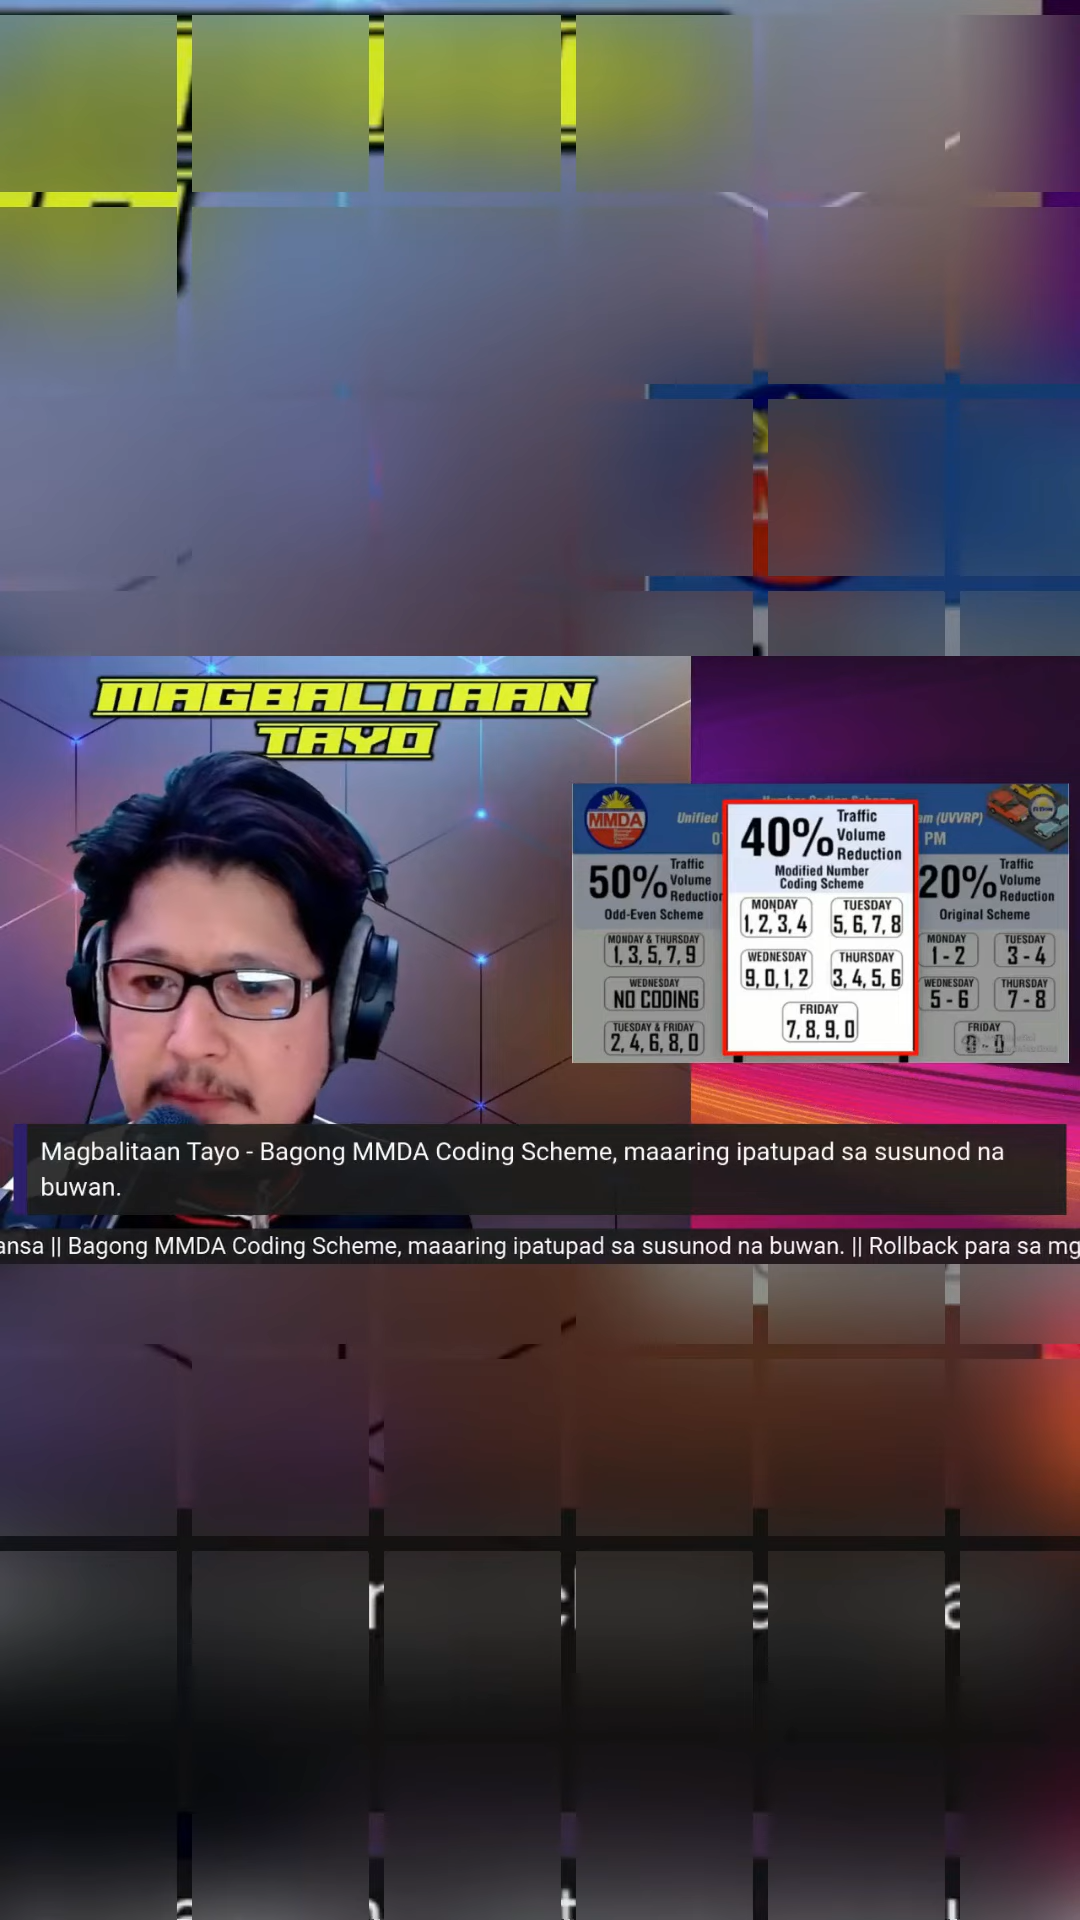 MAGBALITAAN
TAYO
MMDA
Unified
am (UVVRP)
PM
50% Traffic
Volume
Reduction
Odd-Even Scheme
MONDAY & THURSDAY
1, 3, 5, 7, 9
WEDNESDAY
NO CODING
TUESDAY & FRIDAY
2, 4, 6, 8, 0
40% Traffic
Volume
Reduction
Modified Number
Coding Scheme
MONDAY
1, 2, 3, 4
TUESDAY
5, 6, 7, 8
WEDNESDAY
9, 0, 1, 2
THURSDAY
3, 4, 5, 6
FRIDAY
7, 8, 9, 0
20% Traffic
Volume
Reduction
Original Scheme
MONDAY
1 - 2
TUESDAY
3 - 4
WEDNESDAY
5 - 6
THURSDAY
7 - 8
FRIDAY
Magbalitaan Tayo - Bagong MMDA Coding Scheme, maaaring ipatupad sa susunod na
buwan.
ansa || Bagong MMDA Coding Scheme, maaaring ipatupad sa susunod na buwan. || Rollback para sa mg